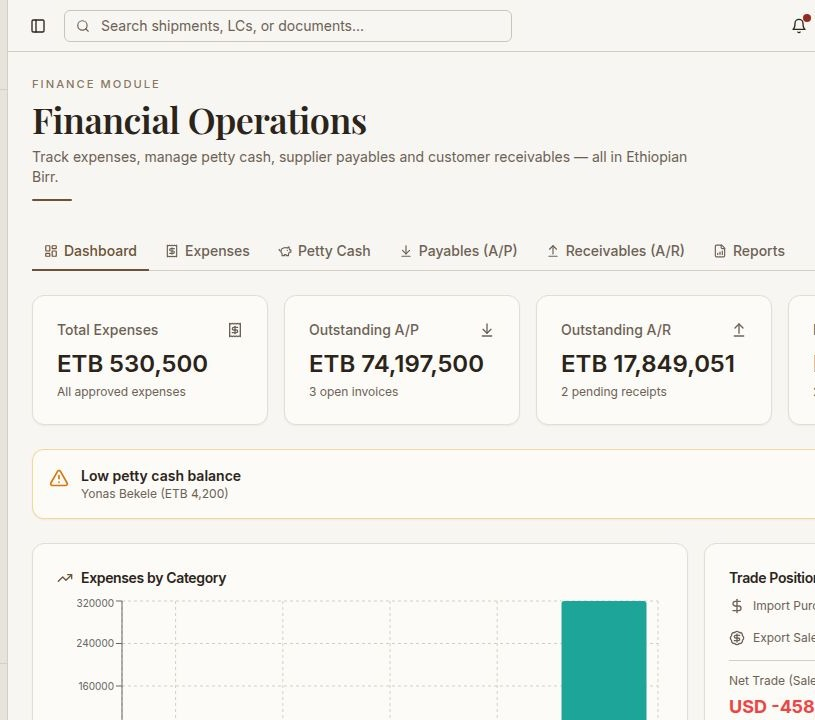 Search shipments, LCs, or documents...
FINANCE MODULE
Financial Operations
Track expenses, manage petty cash, supplier payables and customer receivables — all in Ethiopian
Birr.
Dashboard Expenses Petty Cash Payables (A/P) Receivables (A/R) Reports
Total Expenses
ETB 530,500
All approved expenses
Outstanding A/P
ETB 74,197,500
3 open invoices
Outstanding A/R
ETB 17,849,051
2 pending receipts
Low petty cash balance
Yonas Bekele (ETB 4,200)
Expenses by Category
320000
240000
160000
Trade
Import
Export
Net Trade
USD -458